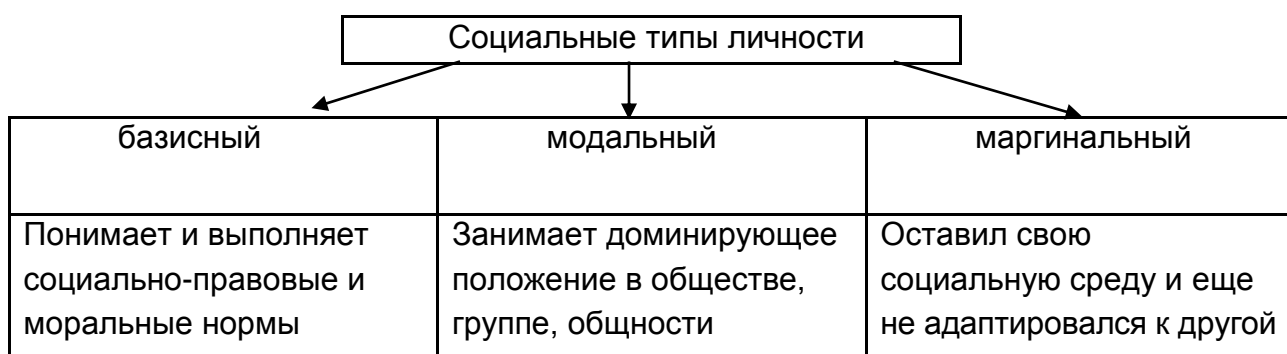 Социальные типы личности
базисный
модальный
маргинальный
Понимает и выполняет
социально-правовые и
моральные нормы
Занимает доминирующее
положение в обществе,
группе, общности
Оставил свою
социальную среду и еще
не адаптировался к другой